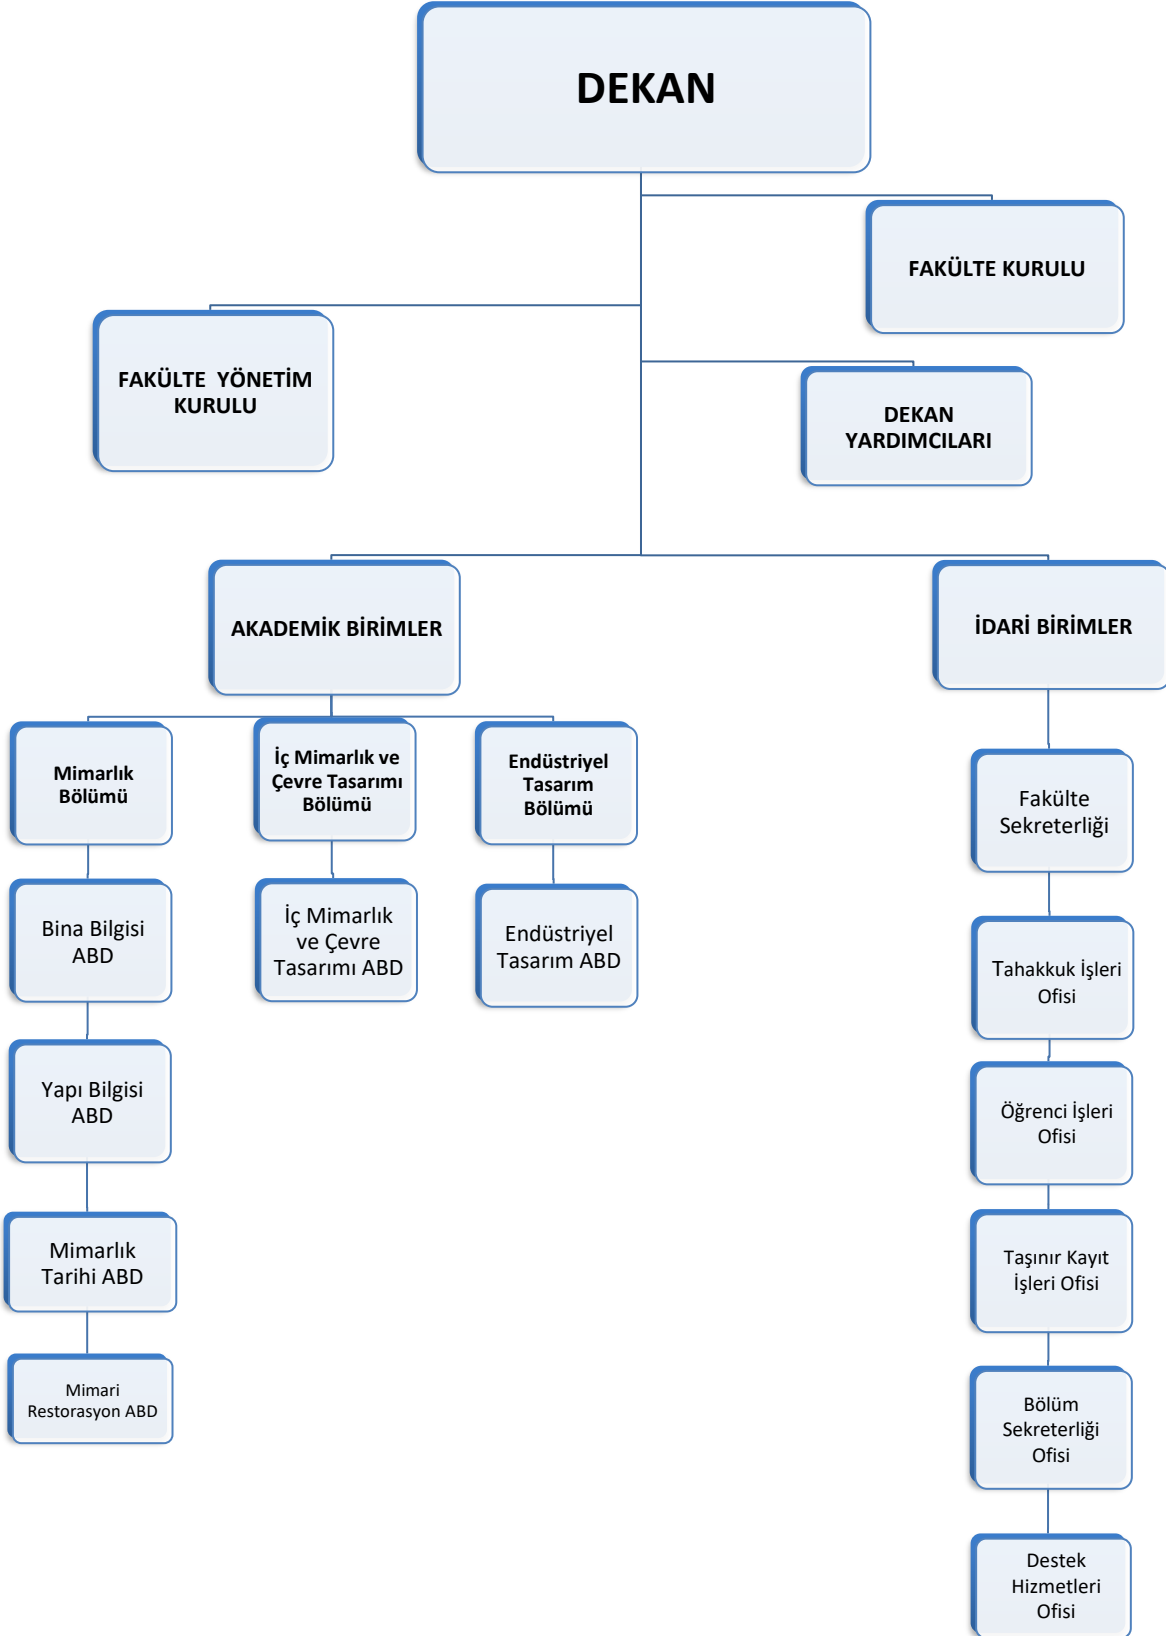 DEKAN
FAKÜLTE KURULU
FAKÜLTE  YÖNETİM
KURULU
DEKAN
YARDIMCILARI
AKADEMİK BİRİMLER
İDARİ BİRİMLER
Mimarlık
Bölümü
İç Mimarlık ve
Çevre Tasarımı
Bölümü
Endüstriyel
Tasarım
Bölümü
Fakülte
Sekreterliği
Bina Bilgisi
ABD
İç Mimarlık
ve Çevre
Tasarımı ABD
Endüstriyel
Tasarım ABD
Tahakkuk İşleri
Ofisi
Yapı Bilgisi
ABD
Öğrenci İşleri
Ofisi
Mimarlık
Tarihi ABD
Taşınır Kayıt
İşleri Ofisi
Mimari
Restorasyon ABD
Bölüm
Sekreterliği
Ofisi
Destek
Hizmetleri
Ofisi